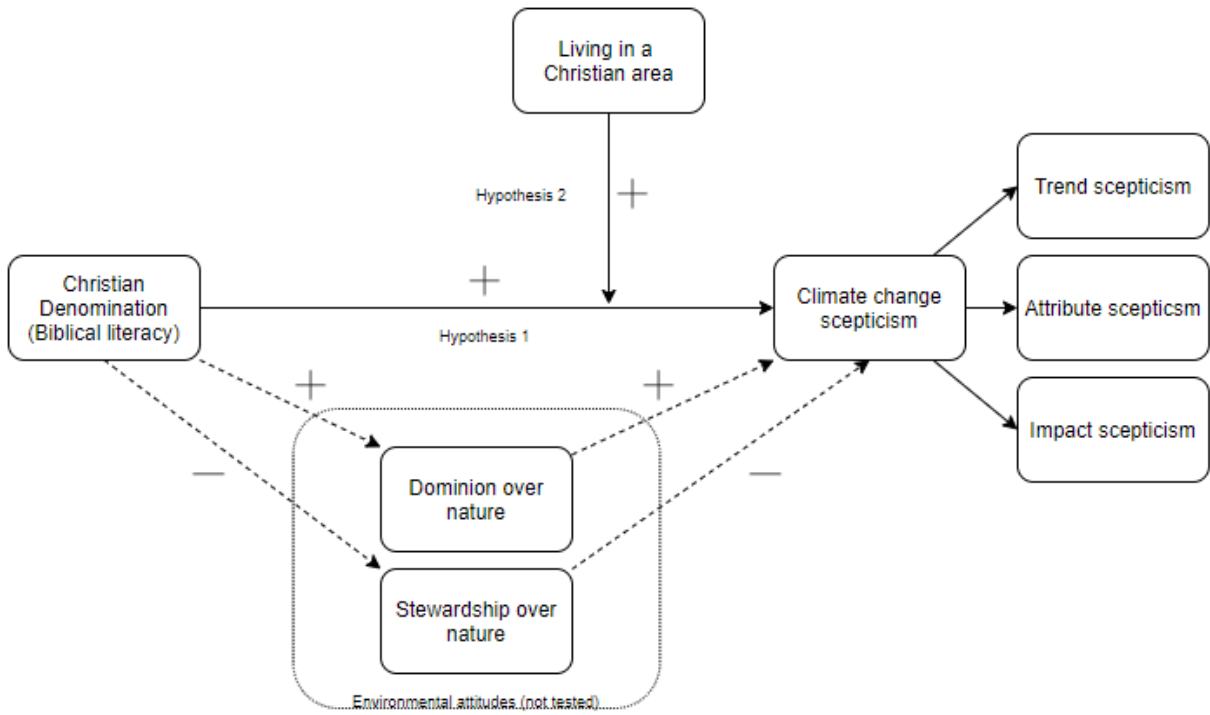 Living in a
Christian area
Trend scepticism
Hypothesis 2
+
Christian
Denomination
(Biblical literacy)
+
Hypothesis 1
Climate change
scepticism
Attribute scepticsm
+
+
Impact scepticism
—
—
Dominion over
nature
Stewardship over
nature
Environmental attitudes (not tested)